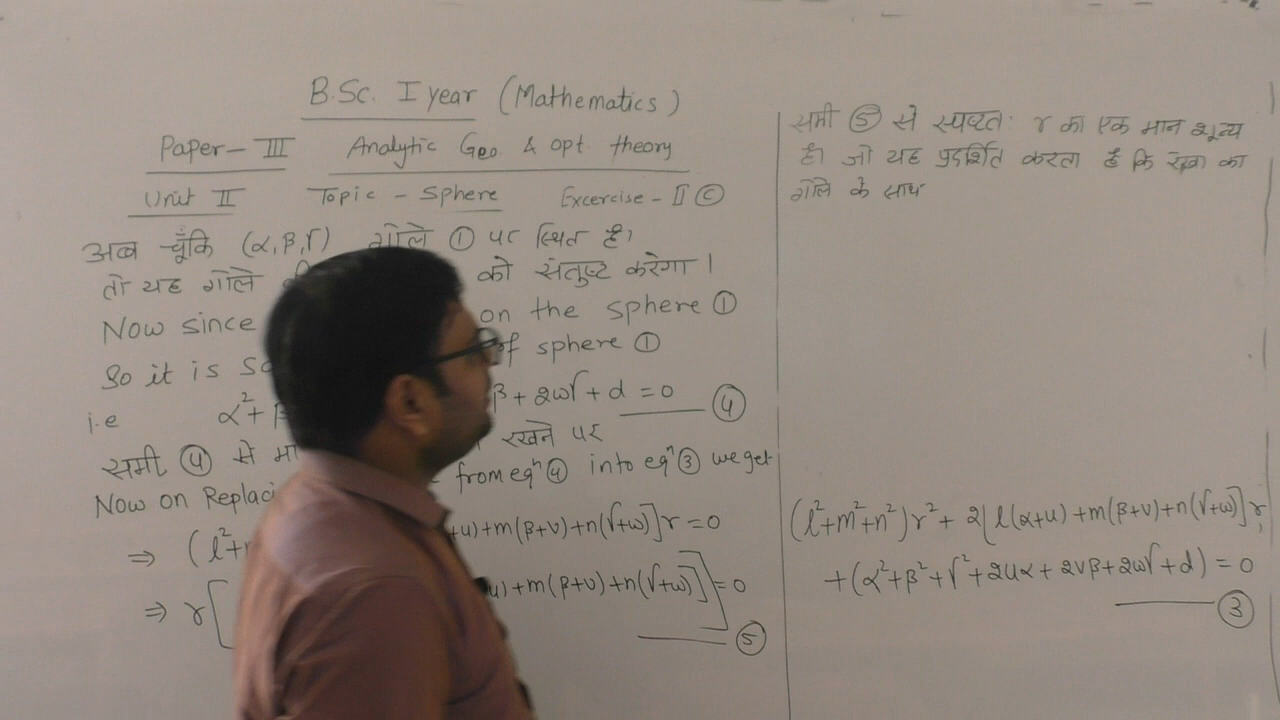 B.Sc. I year (Mathematics)
Paper-III Analytic Geo & opt. theory
Unit II Topic - Sphere Excercise - II ⓒ
अब चूँकि (α, β, γ) गोले ① पर स्थित है।
तो यह गोले को संतुष्ट करेगा।
Now since on the sphere ①
So it is of sphere ①
i.e α² + β + 2wγ + d = 0 ④
समी ④ से रखने पर
Now on from eqⁿ ④ into eqⁿ ③ we get
⇒ (l² + u) + m(β+v) + n(γ+w)]r = 0
⇒ r[ u) + m(β+v) + n(γ+w)]] = 0
⑤
समी ⑤ से स्पष्टतः r का एक मान शून्य
है। जो यह प्रदर्शित करता है कि रेखा का
गोले के साथ
(l²+m²+n²)r² + 2[l(α+u) + m(β+v) + n(γ+w)]r
+ (α²+β²+γ²+2uα+2vβ+2wγ+d) = 0
③